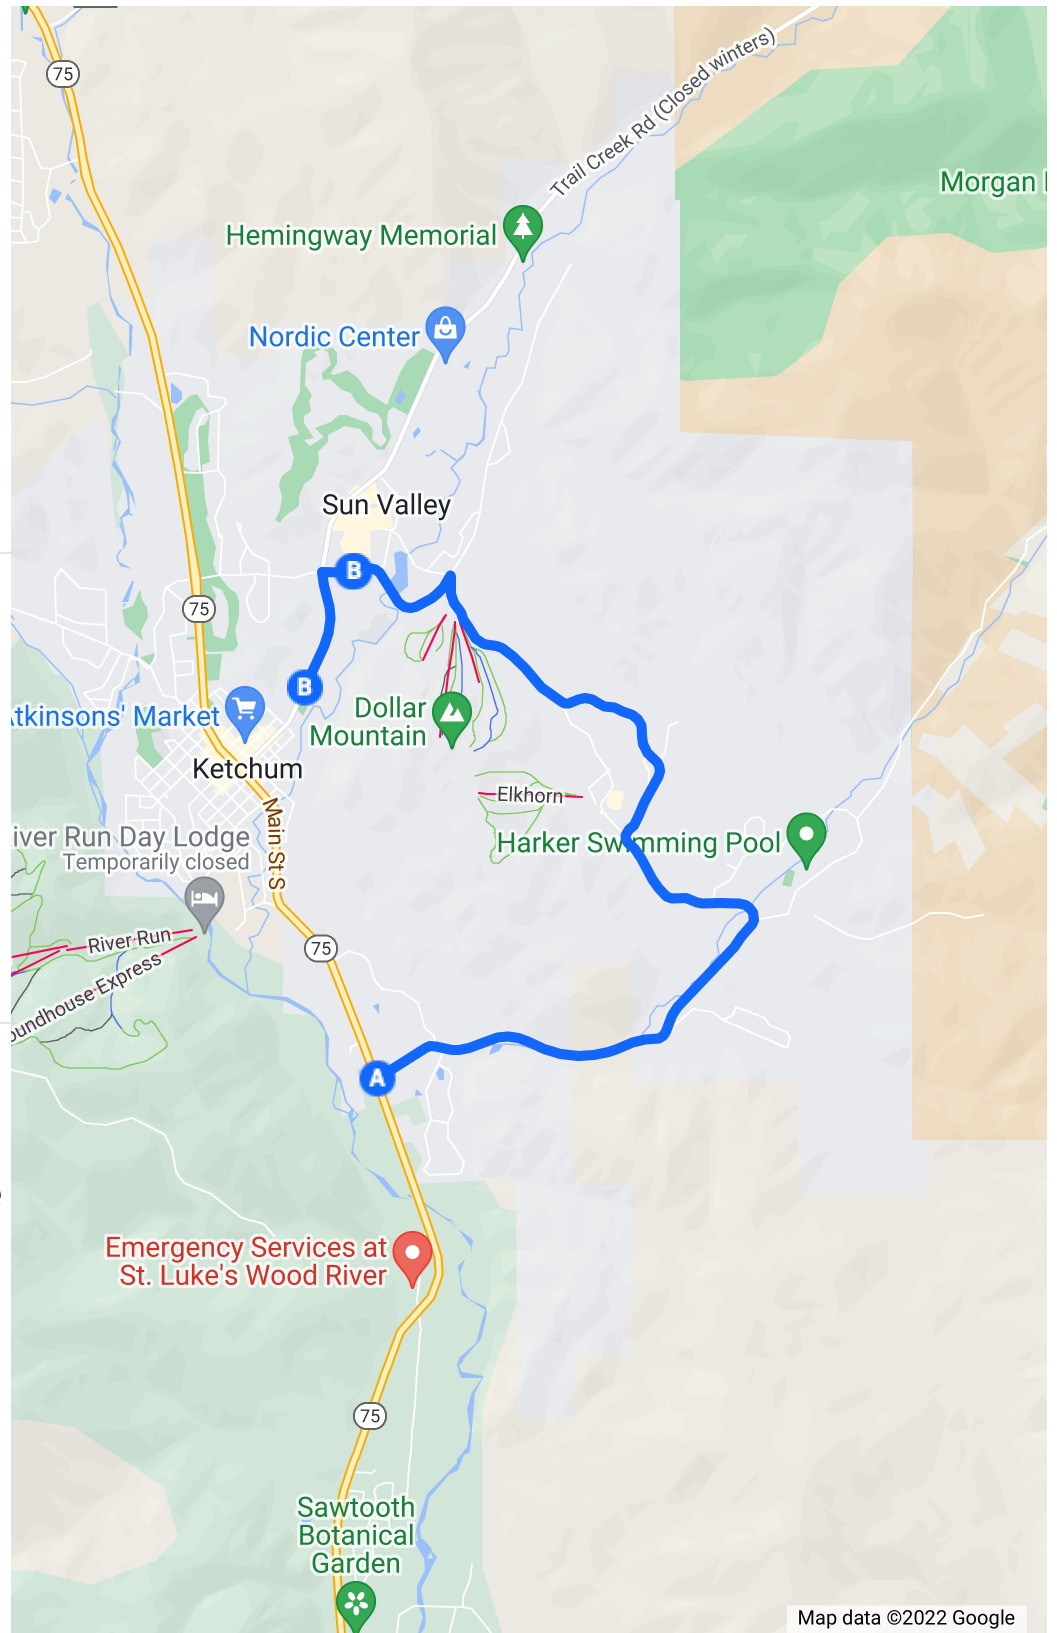 75
Trail Creek Rd (Closed winters)
Morgan
Hemingway Memorial
Nordic Center
Sun Valley
B
75
B
Atkinsons' Market
Dollar
Mountain
Ketchum
Elkhorn
Main St S
Harker Swimming Pool
River Run Day Lodge
Temporarily closed
River Run
75
oundhouse Express
A
Emergency Services at
St. Luke's Wood River
75
Sawtooth
Botanical
Garden
Map data ©2022 Google